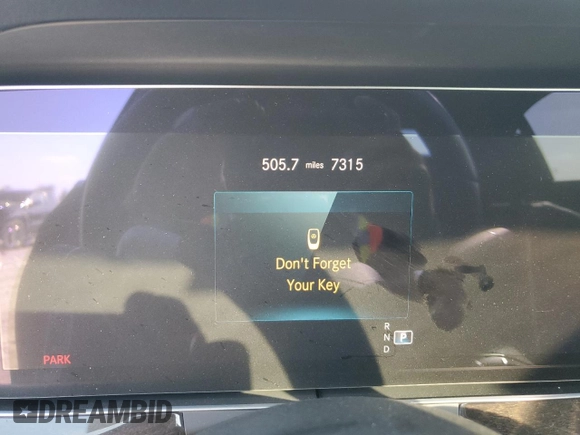 505.7 miles 7315
Don't Forget
Your Key
R
N P
D
PARK
DREAMBID